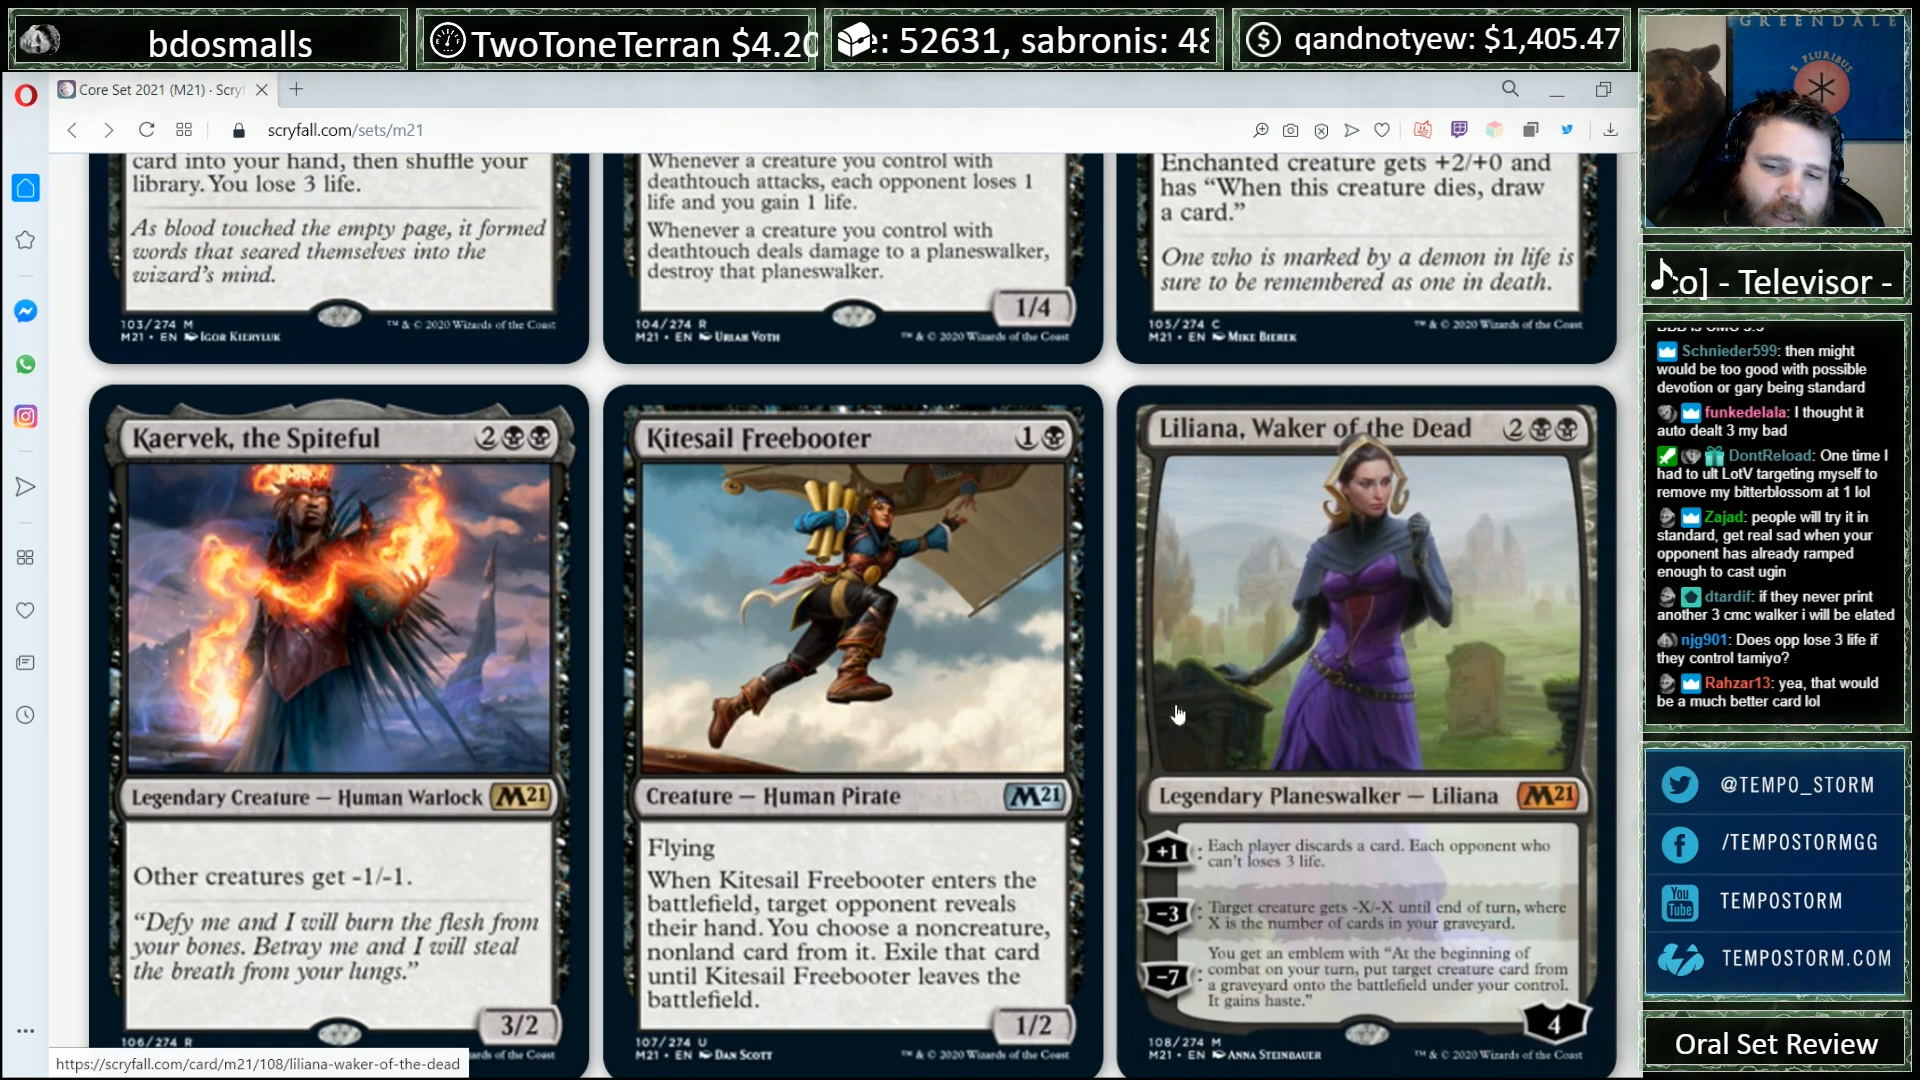 bdosmalls
TwoToneTerran $4.20
e: 52631, sabronis: 48
qandnotyew: $1,405.47
GREENDALE
E PLURIBUS
Core Set 2021 (M21) · Scryf
scryfall.com/sets/m21
card into your hand, then shuffle your
library. You lose 3 life.
As blood touched the empty page, it formed
words that seared themselves into the
wizard's mind.
103/274 M
M21 • EN IGOR KIERYLUK
™ & © 2020 Wizards of the Coast
Whenever a creature you control with
deathtouch attacks, each opponent loses 1
life and you gain 1 life.
Whenever a creature you control with
deathtouch deals damage to a planeswalker,
destroy that planeswalker.
1/4
104/274 R
M21 • EN URIAH VOTH
™ & © 2020 Wizards of the Coast
Enchanted creature gets +2/+0 and
has “When this creature dies, draw
a card.”
One who is marked by a demon in life is
sure to be remembered as one in death.
105/274 C
M21 • EN MIKE BIEREK
™ & © 2020 Wizards of the Coast
Kaervek, the Spiteful 2
Legendary Creature — Human Warlock M21
Other creatures get -1/-1.
“Defy me and I will burn the flesh from
your bones. Betray me and I will steal
the breath from your lungs.”
3/2
106/274 R
ards of the Coast
Kitesail Freebooter 1
Creature — Human Pirate M21
Flying
When Kitesail Freebooter enters the
battlefield, target opponent reveals
their hand. You choose a noncreature,
nonland card from it. Exile that card
until Kitesail Freebooter leaves the
battlefield.
1/2
107/274 U
M21 • EN DAN SCOTT
™ & © 2020 Wizards of the Coast
Liliana, Waker of the Dead 2
Legendary Planeswalker — Liliana M21
+1 : Each player discards a card. Each opponent who
can't loses 3 life.
−3 : Target creature gets -X/-X until end of turn, where
X is the number of cards in your graveyard.
−7 : You get an emblem with “At the beginning of
combat on your turn, put target creature card from
a graveyard onto the battlefield under your control.
It gains haste.”
4
108/274 M
M21 • EN ANNA STEINBAUER
™ & © 2020 Wizards of the Coast
https://scryfall.com/card/m21/108/liliana-waker-of-the-dead
co] - Televisor -
Schnieder599: then might
would be too good with possible
devotion or gary being standard
funkedelala: I thought it
auto dealt 3 my bad
DontReload: One time I
had to ult LotV targeting myself to
remove my bitterblossom at 1 lol
Zajad: people will try it in
standard, get real sad when your
opponent has already ramped
enough to cast ugin
dtardif: if they never print
another 3 cmc walker i will be elated
njg901: Does opp lose 3 life if
they control tamiyo?
Rahzar13: yea, that would
be a much better card lol
@TEMPO_STORM
/TEMPOSTORMGG
You
Tube
TEMPOSTORM
TEMPOSTORM.COM
Oral Set Review